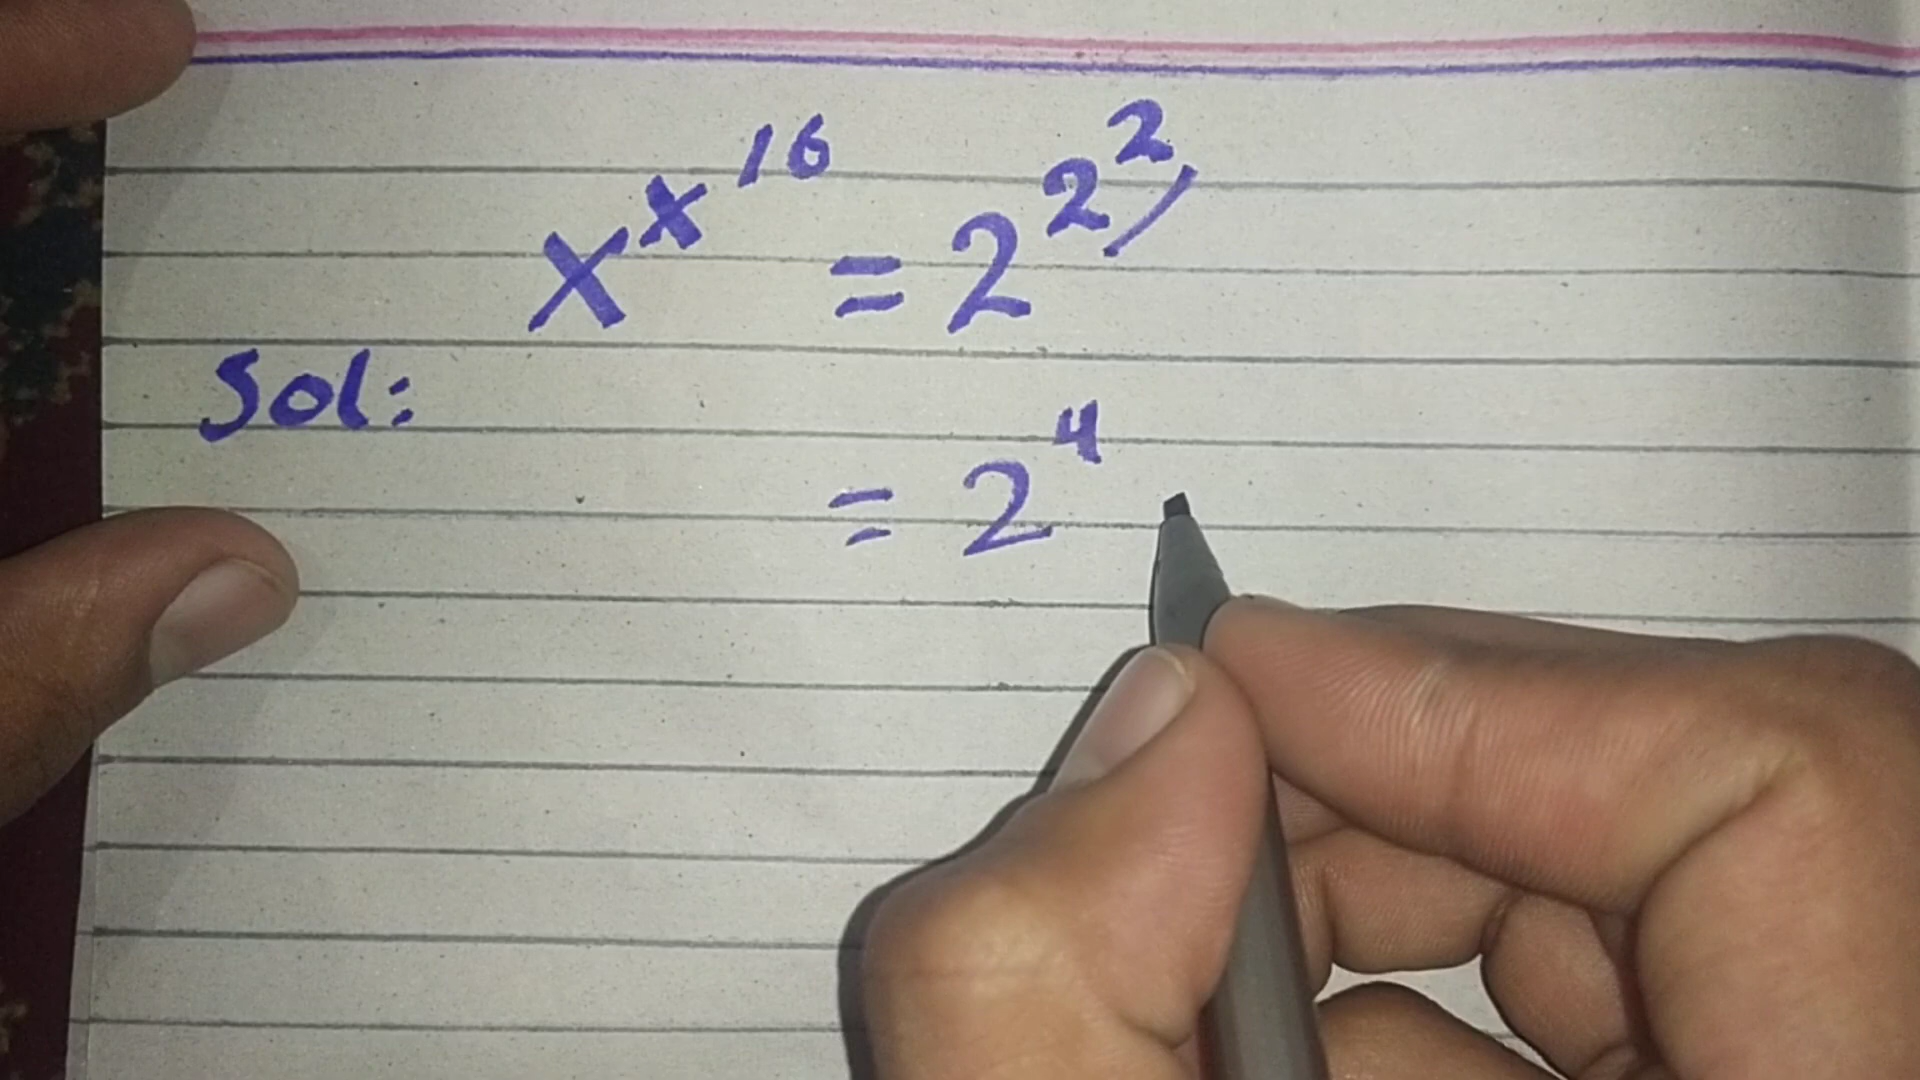 x^x^16 = 2^2^2/
Sol:
= 2^4